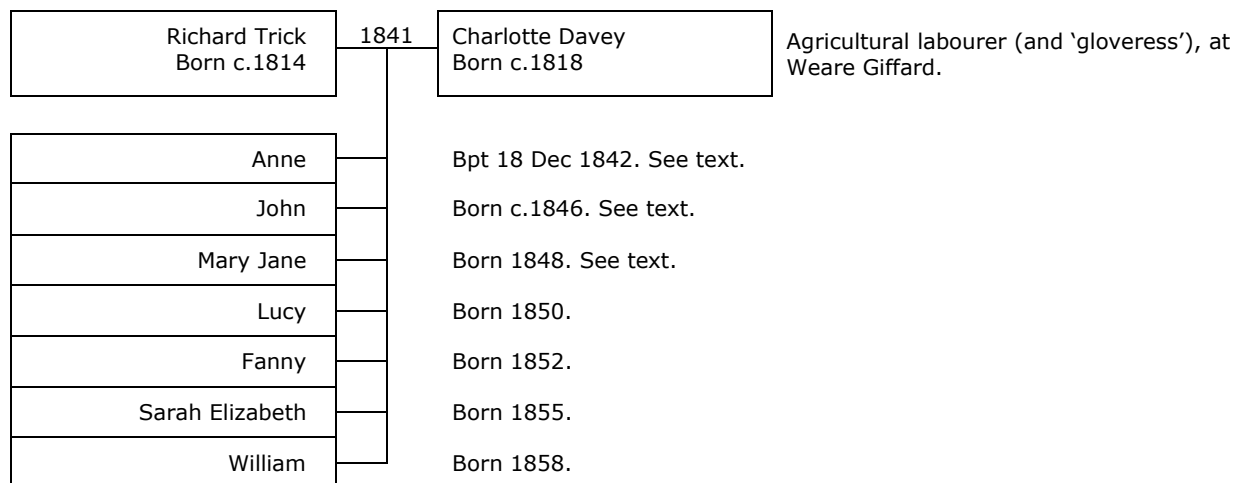 Richard Trick
Born c.1814
1841
Charlotte Davey
Born c.1818
Agricultural labourer (and ‘gloveress’), at
Weare Giffard.
Anne
Bpt 18 Dec 1842. See text.
John
Born c.1846. See text.
Mary Jane
Born 1848. See text.
Lucy
Born 1850.
Fanny
Born 1852.
Sarah Elizabeth
Born 1855.
William
Born 1858.